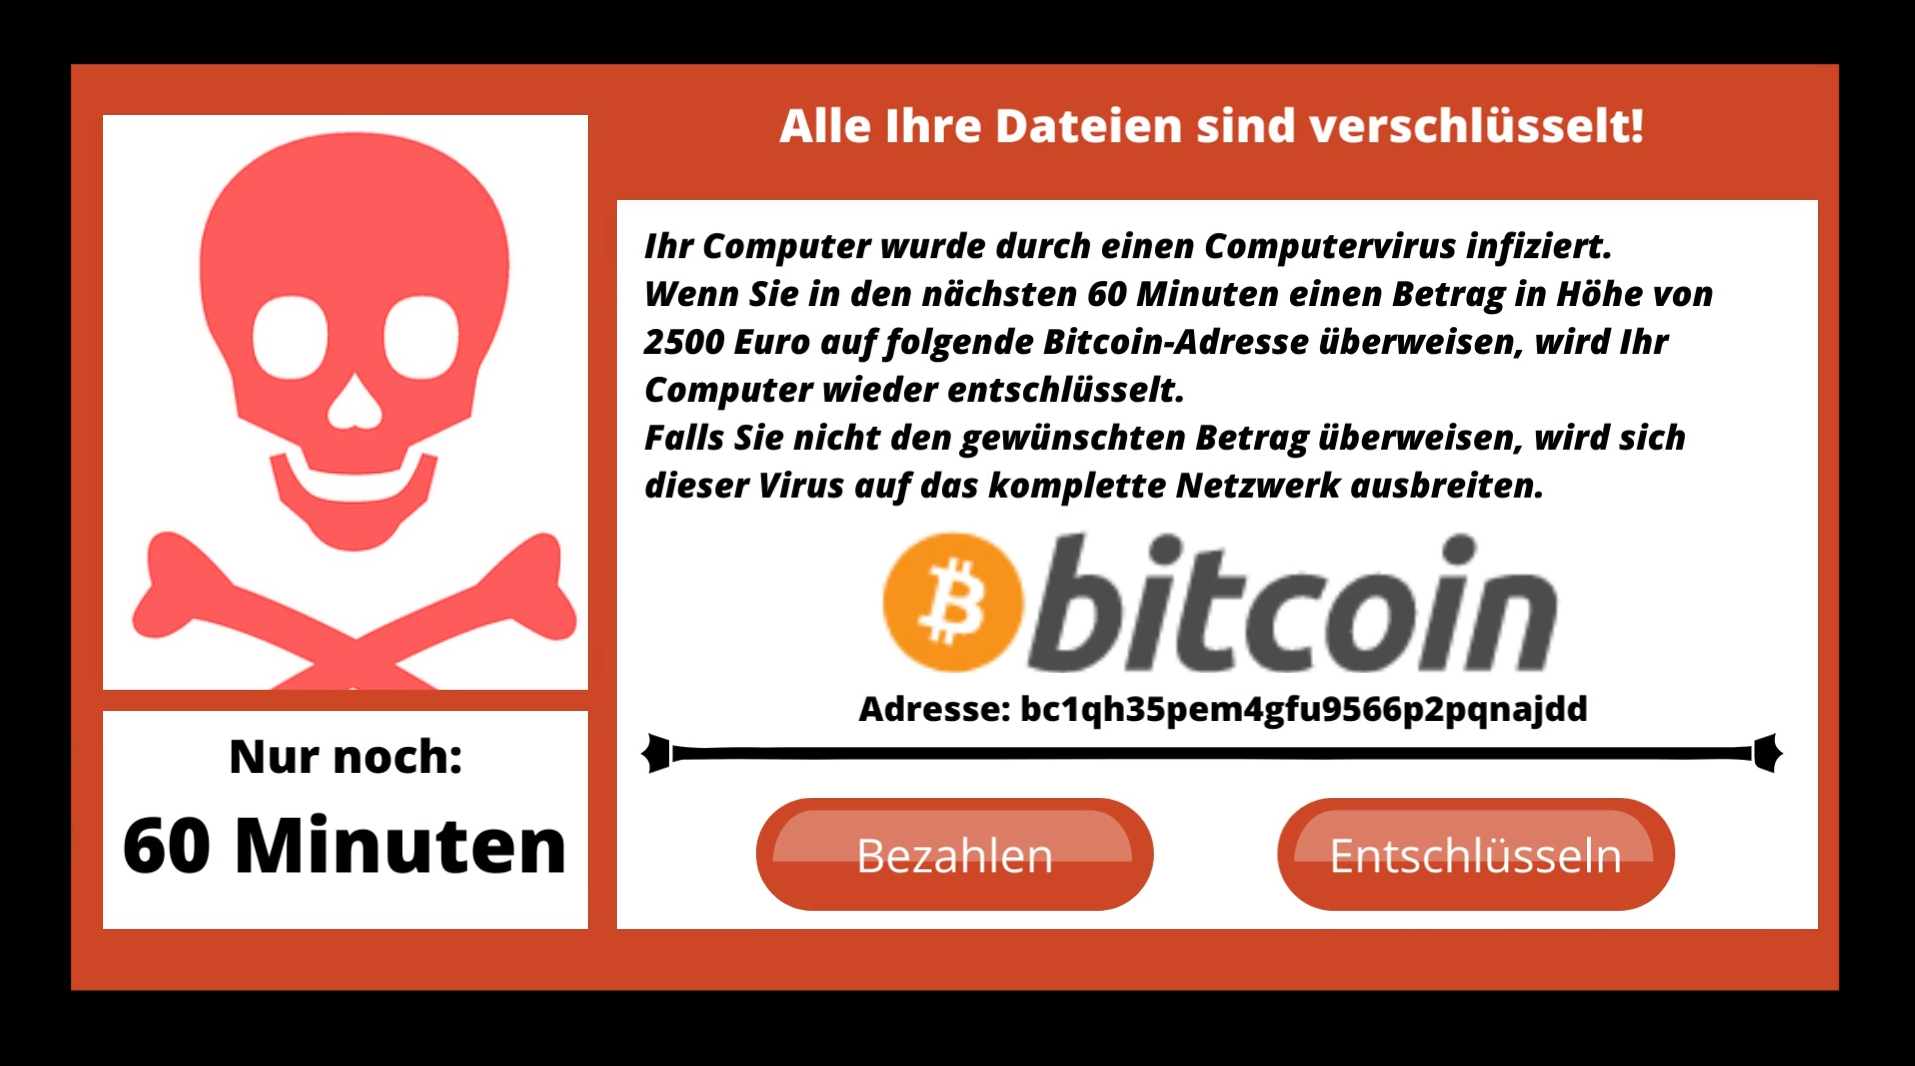 Alle Ihre Dateien sind verschlüsselt!
Ihr Computer wurde durch einen Computervirus infiziert.
Wenn Sie in den nächsten 60 Minuten einen Betrag in Höhe von
2500 Euro auf folgende Bitcoin-Adresse überweisen, wird Ihr
Computer wieder entschlüsselt.
Falls Sie nicht den gewünschten Betrag überweisen, wird sich
dieser Virus auf das komplette Netzwerk ausbreiten.
bitcoin
Adresse: bc1qh35pem4gfu9566p2pqnajdd
Nur noch:
60 Minuten
Bezahlen
Entschlüsseln